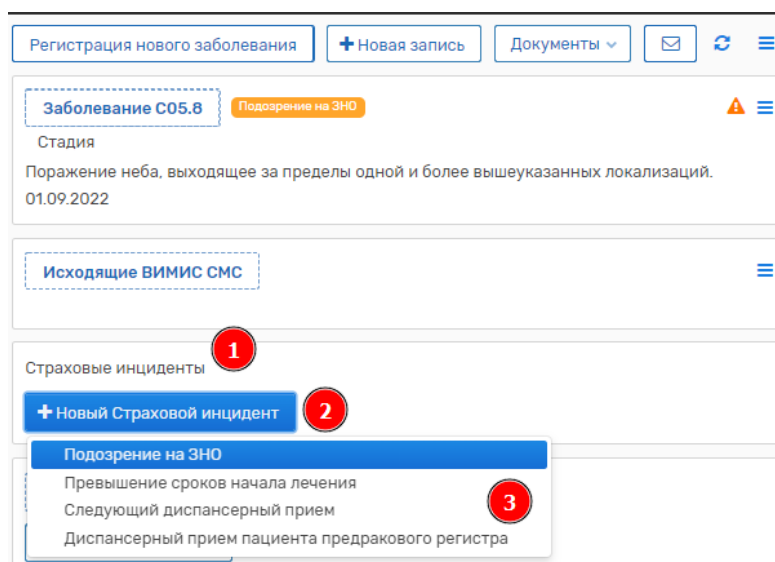 Регистрация нового заболевания + Новая запись Документы
Заболевание C05.8 Подозрение на ЗНО
Стадия
Поражение неба, выходящее за пределы одной и более вышеуказанных локализаций.
01.09.2022
Исходящие ВИМИС СМС
1
Страховые инциденты
+ Новый Страховой инцидент 2
Подозрение на ЗНО
Превышение сроков начала лечения
3
Следующий диспансерный прием
Диспансерный прием пациента предракового регистра